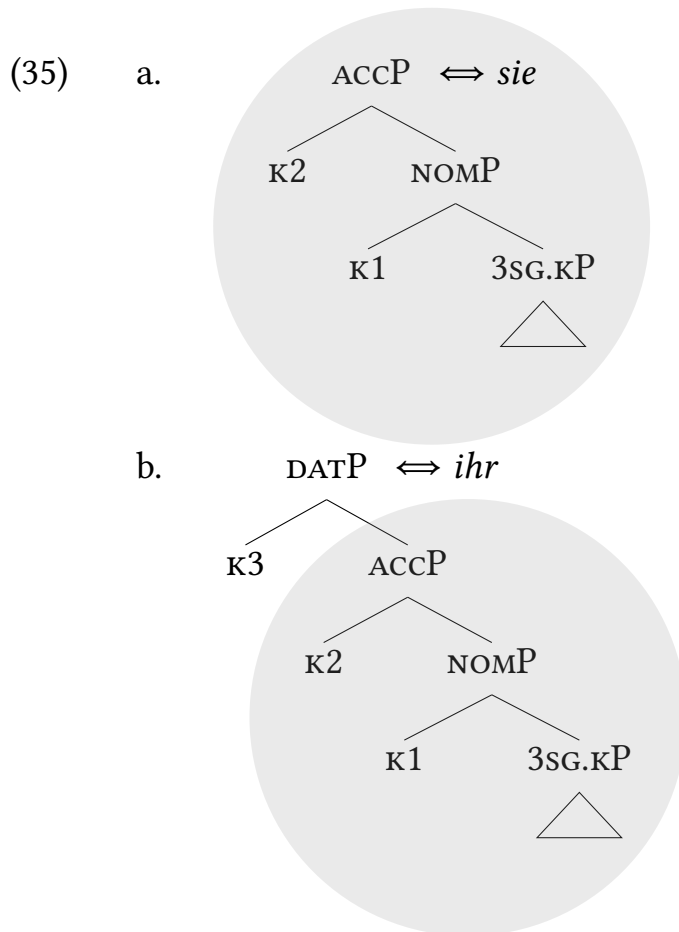 (35) a. ACCP ⟺ sie
K2 NOMP
K1 3SG.KP
b. DATP ⟺ ihr
K3 ACCP
K2 NOMP
K1 3SG.KP